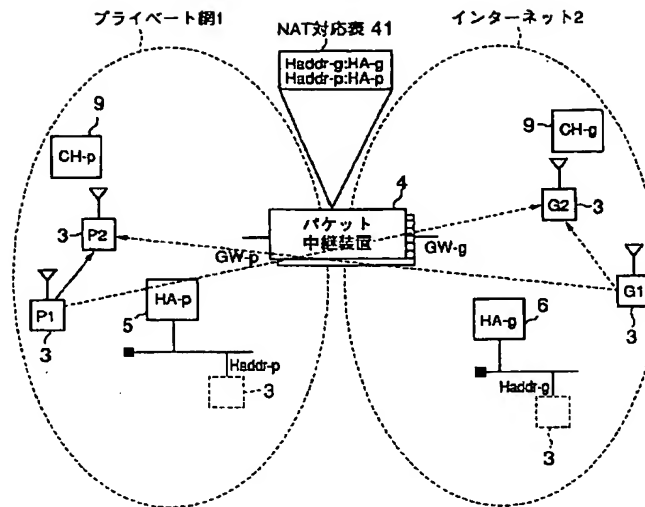 プライベート網1
NAT対応表 41
インターネット2
Haddr-g:HA-g
Haddr-p:HA-p
9
CH-p
9
CH-g
4
パケット
中継装置
GW-p
GW-g
3
P2
G2
3
P1
3
HA-p
5
G1
3
HA-g
6
Haddr-p
3
Haddr-g
3